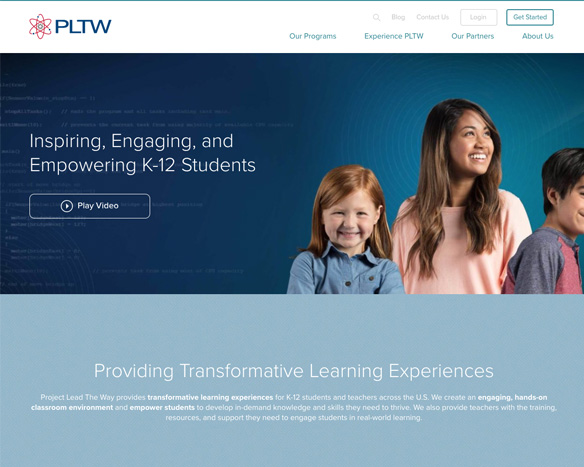 PLTW
Blog Contact Us Login Get Started
Our Programs Experience PLTW Our Partners About Us
Inspiring, Engaging, and
Empowering K-12 Students
Play Video
Providing Transformative Learning Experiences
Project Lead The Way provides transformative learning experiences for K-12 students and teachers across the U.S. We create an engaging, hands-on
classroom environment and empower students to develop in-demand knowledge and skills they need to thrive. We also provide teachers with the training,
resources, and support they need to engage students in real-world learning.